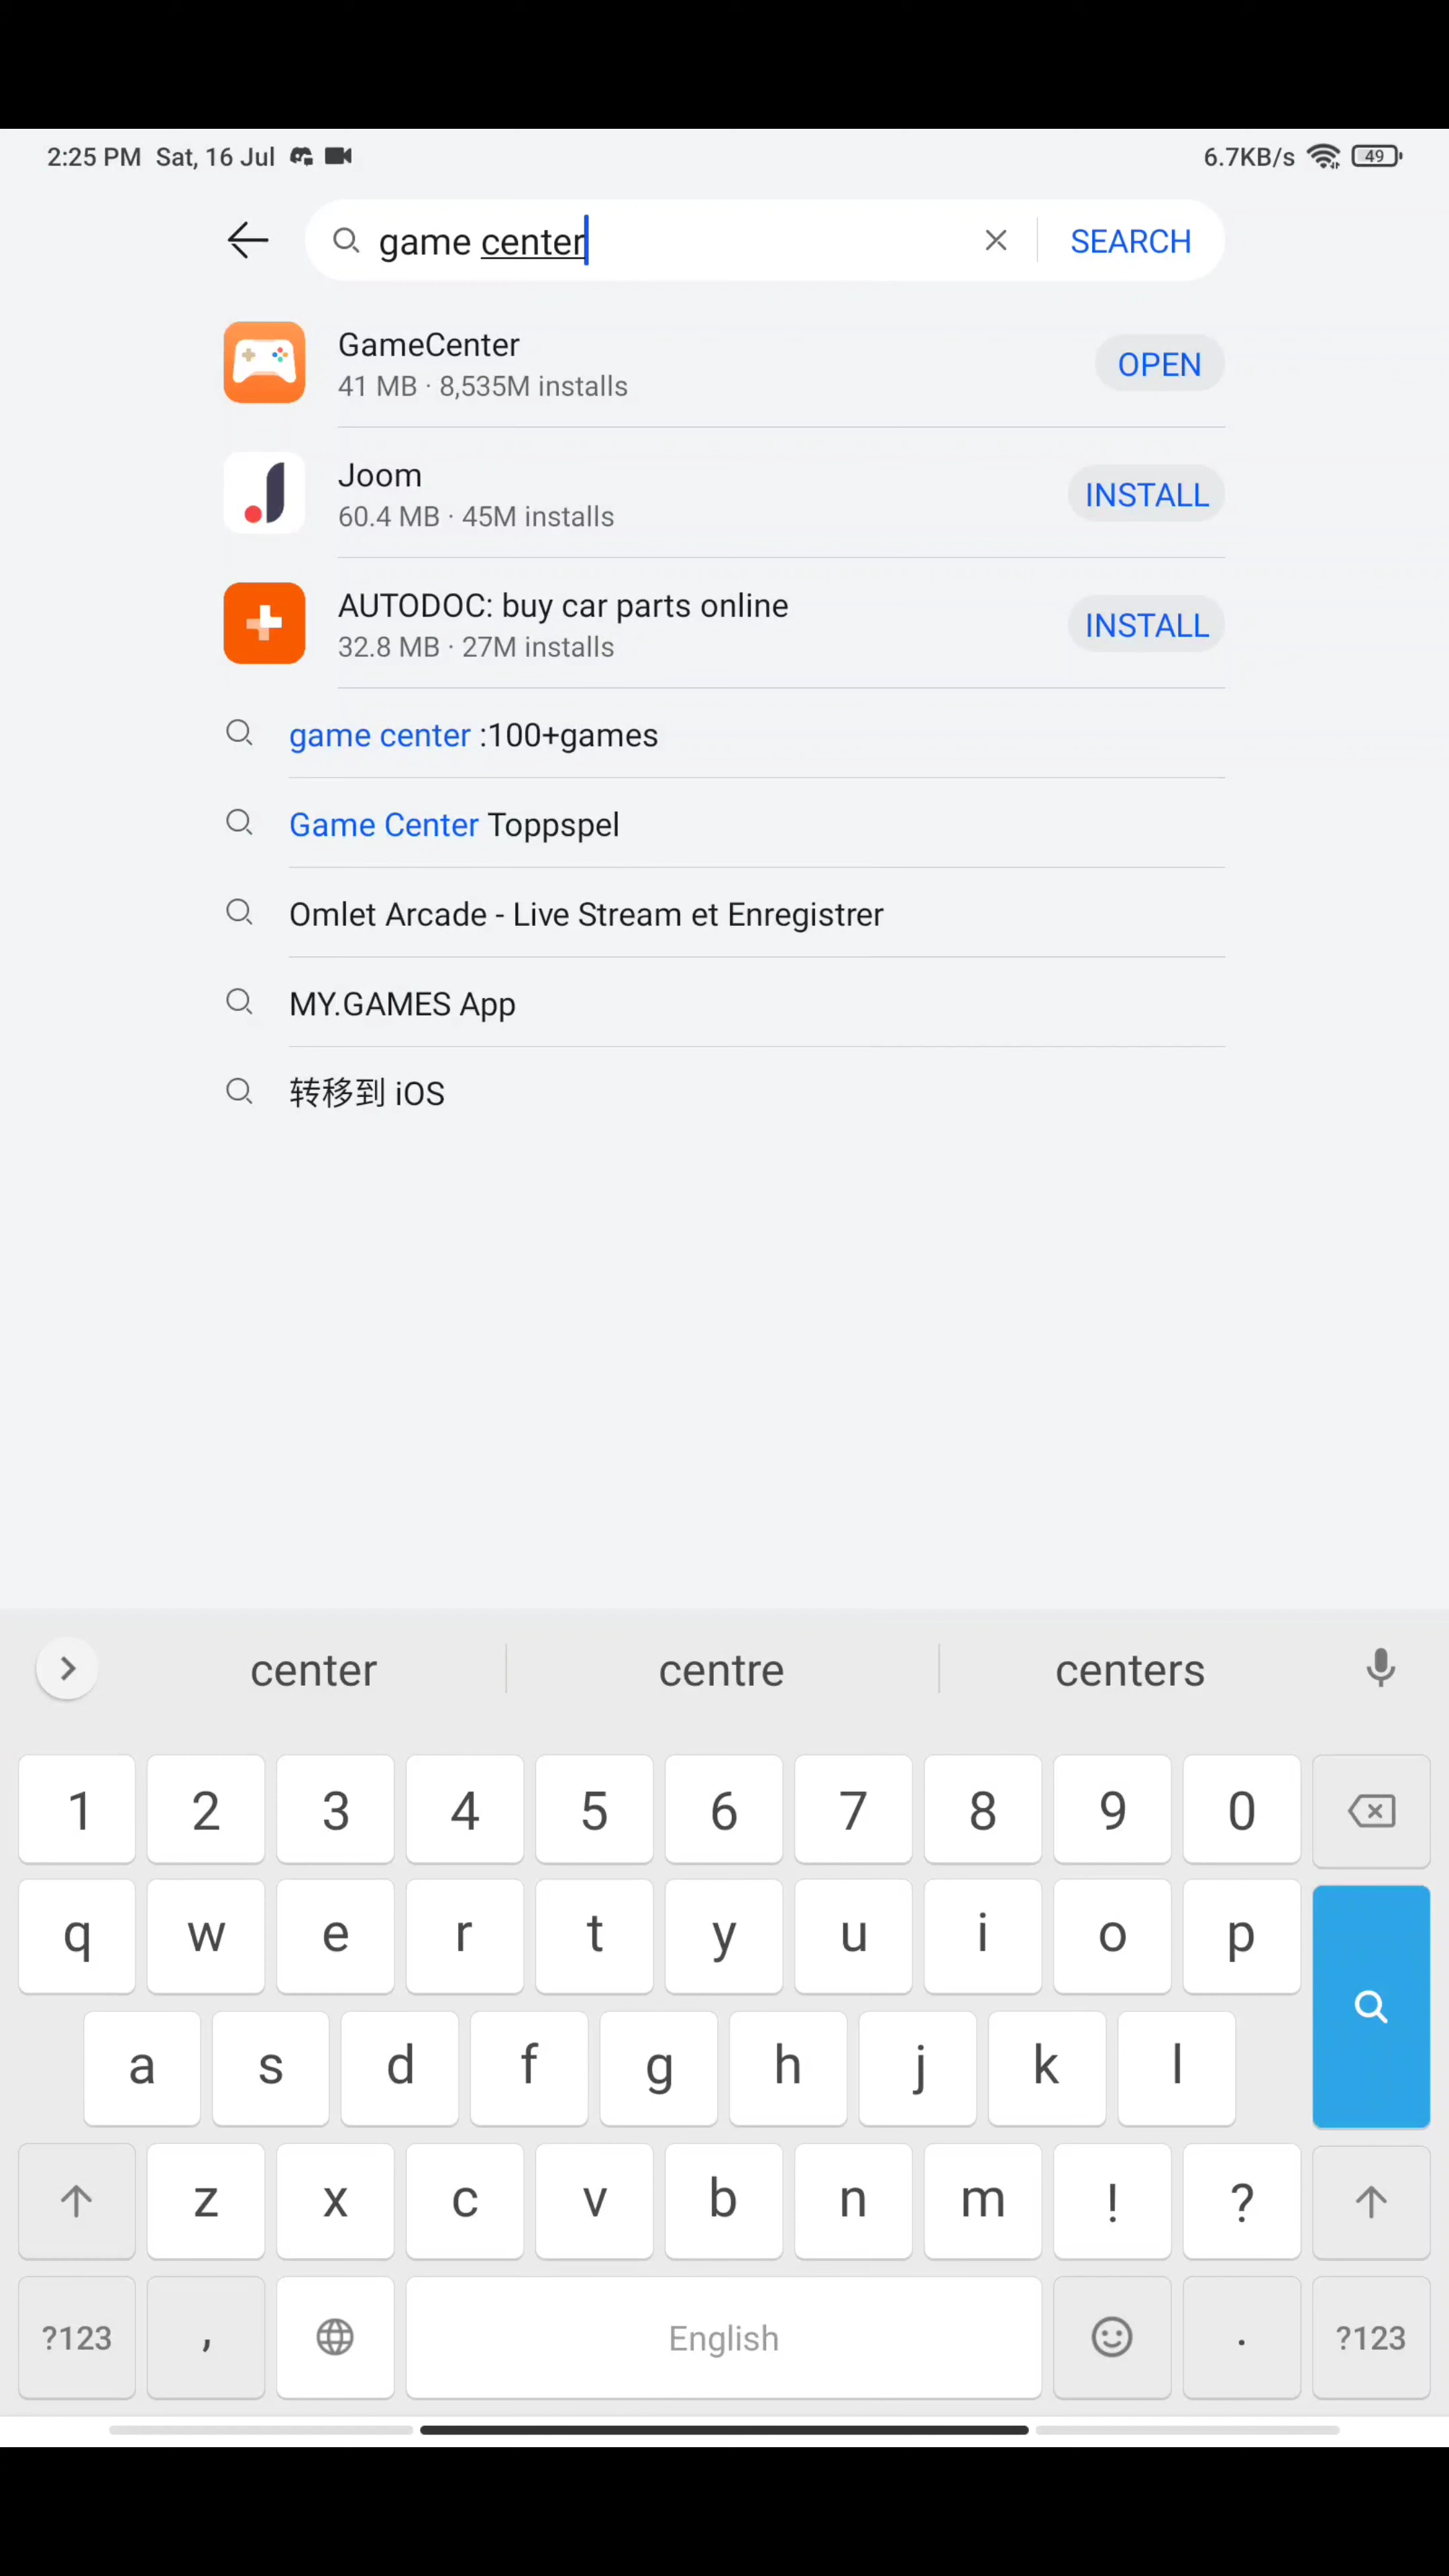 2:25 PM Sat, 16 Jul 6.7KB/s 49
game center SEARCH
GameCenter
41 MB · 8,535M installs
OPEN
Joom
60.4 MB · 45M installs
INSTALL
AUTODOC: buy car parts online
32.8 MB · 27M installs
INSTALL
game center :100+games
Game Center Toppspel
Omlet Arcade - Live Stream et Enregistrer
MY.GAMES App
转移到 iOS
center centre centers
1 2 3 4 5 6 7 8 9 0
q w e r t y u i o p
a s d f g h j k l
z x c v b n m ! ?
?123 , English . ?123